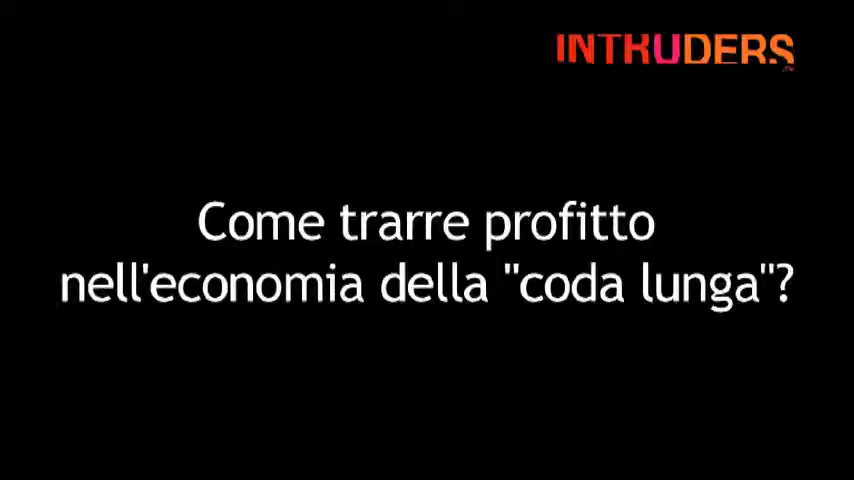 INTRUDERS
Come trarre profitto
nell'economia della "coda lunga"?